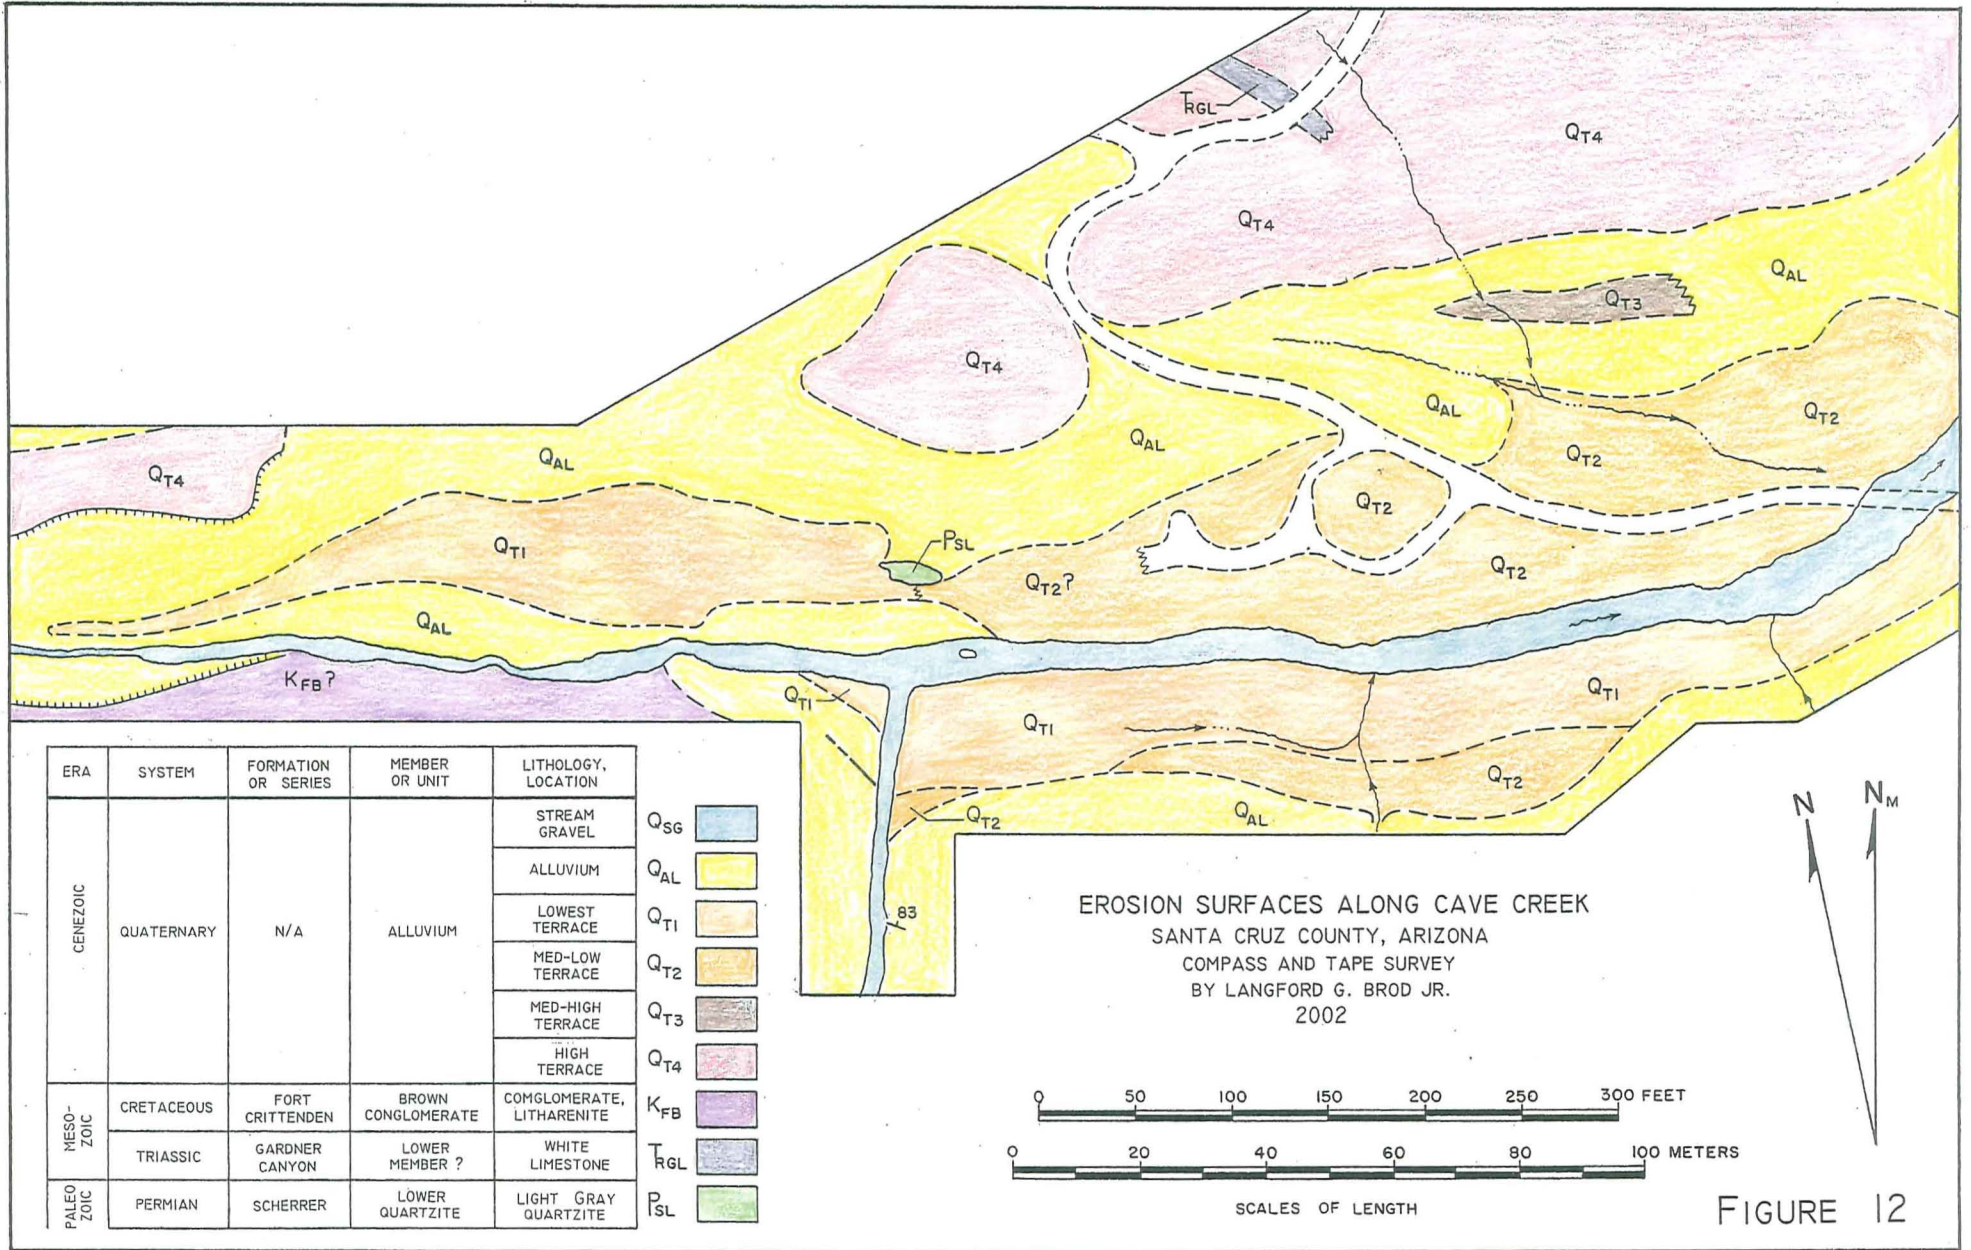 TRGL
QT4
QT4
QAL
QT3
QT4
QAL
QT2
QAL
QAL
QT4
QT2
QT2
QT1
PSL
QT2?
QT2
QAL
KFB?
QT1
QT1
QT1
QT2
QT2
QAL
83
N
NM
ERA
SYSTEM
FORMATION
OR SERIES
MEMBER
OR UNIT
LITHOLOGY,
LOCATION
CENEZOIC
QUATERNARY
N/A
ALLUVIUM
STREAM
GRAVEL
QSG
ALLUVIUM
QAL
LOWEST
TERRACE
QT1
MED-LOW
TERRACE
QT2
MED-HIGH
TERRACE
QT3
HIGH
TERRACE
QT4
MESO-
ZOIC
CRETACEOUS
FORT
CRITTENDEN
BROWN
CONGLOMERATE
COMGLOMERATE,
LITHARENITE
KFB
TRIASSIC
GARDNER
CANYON
LOWER
MEMBER ?
WHITE
LIMESTONE
TRGL
PALEO
ZOIC
PERMIAN
SCHERRER
LOWER
QUARTZITE
LIGHT GRAY
QUARTZITE
PSL
EROSION SURFACES ALONG CAVE CREEK
SANTA CRUZ COUNTY, ARIZONA
COMPASS AND TAPE SURVEY
BY LANGFORD G. BROD JR.
2002
0 50 100 150 200 250 300 FEET
0 20 40 60 80 100 METERS
SCALES OF LENGTH
FIGURE 12